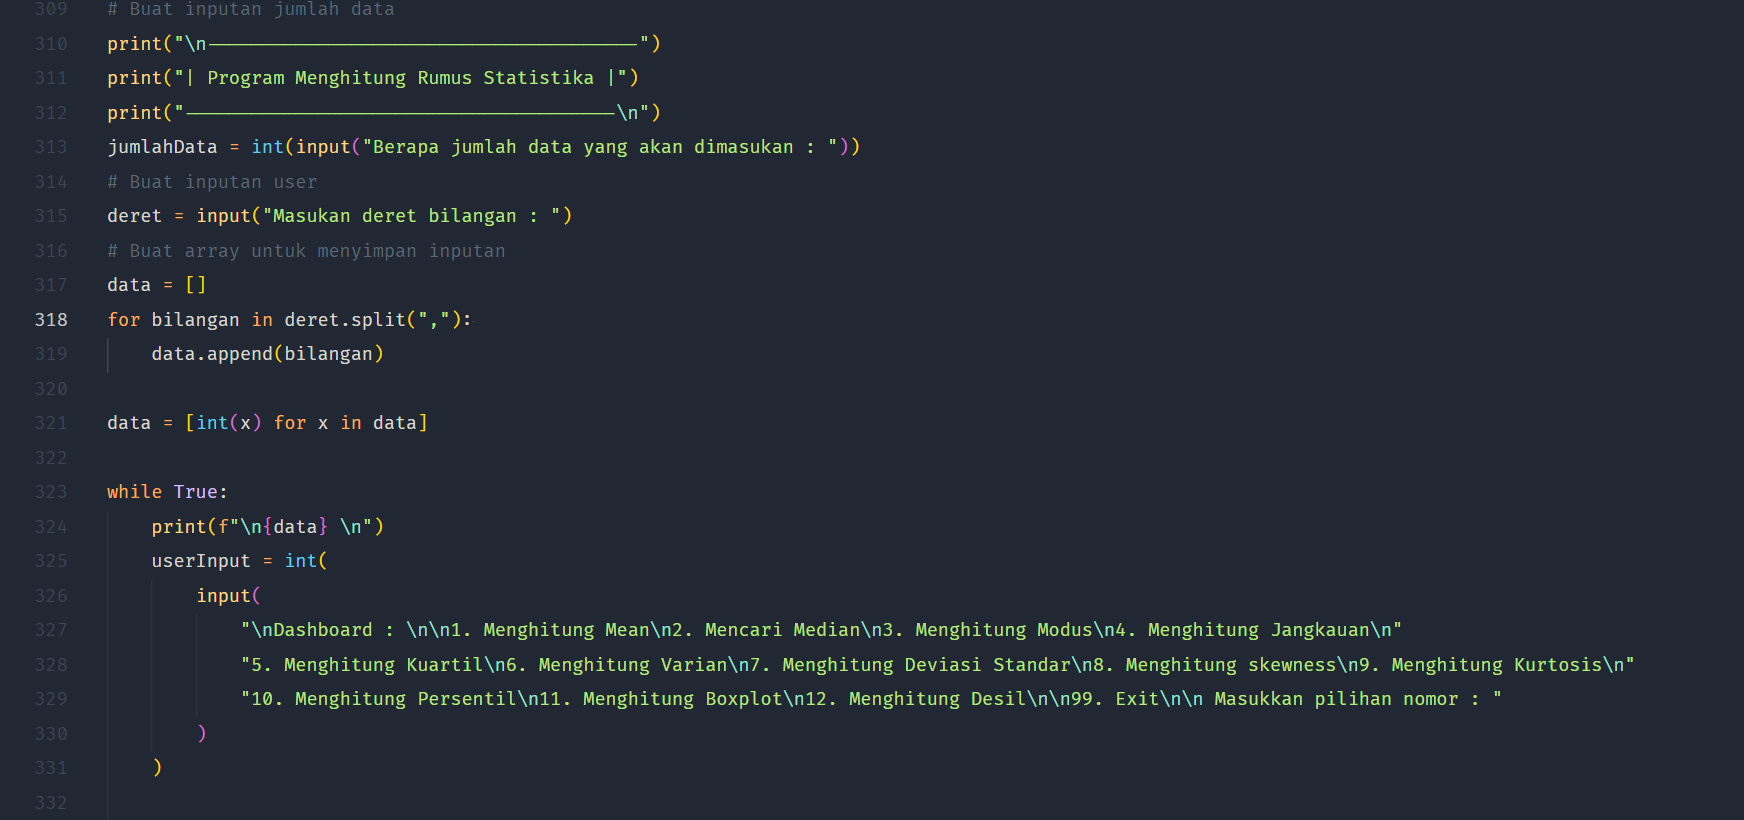 309 # Buat inputan jumlah data
310 print("\n---------------------------------------")
311 print("| Program Menghitung Rumus Statistika |")
312 print("---------------------------------------\n")
313 jumlahData = int(input("Berapa jumlah data yang akan dimasukan : "))
314 # Buat inputan user
315 deret = input("Masukan deret bilangan : ")
316 # Buat array untuk menyimpan inputan
317 data = []
318 for bilangan in deret.split(","):
319     data.append(bilangan)
320
321 data = [int(x) for x in data]
322
323 while True:
324     print(f"\n{data} \n")
325     userInput = int(
326         input(
327             "\nDashboard : \n\n1. Menghitung Mean\n2. Mencari Median\n3. Menghitung Modus\n4. Menghitung Jangkauan\n"
328             "5. Menghitung Kuartil\n6. Menghitung Varian\n7. Menghitung Deviasi Standar\n8. Menghitung skewness\n9. Menghitung Kurtosis\n"
329             "10. Menghitung Persentil\n11. Menghitung Boxplot\n12. Menghitung Desil\n\n99. Exit\n\n Masukkan pilihan nomor : "
330         )
331     )
332